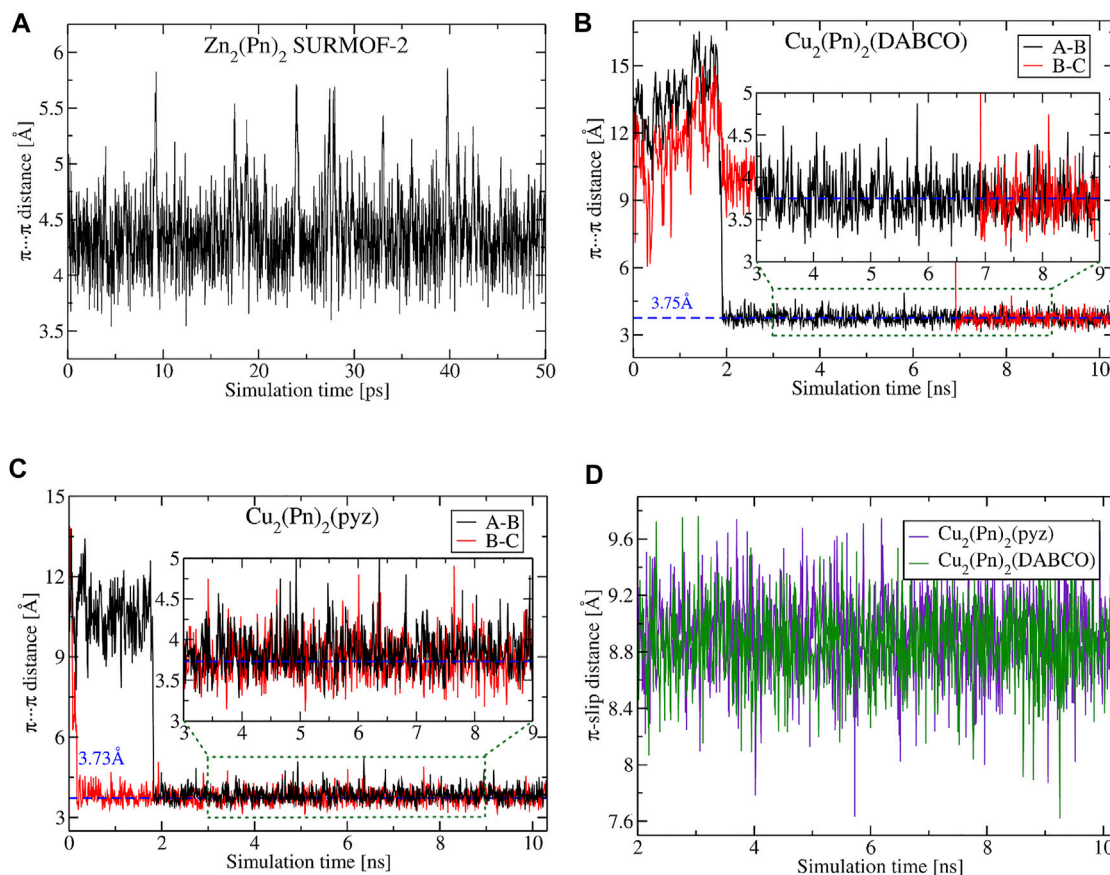 A
Zn2(Pn)2 SURMOF-2
π···π distance [Å]
6
5.5
5
4.5
4
3.5
0 10 20 30 40 50
Simulation time [ps]
B
Cu2(Pn)2(DABCO)
A-B
B-C
π···π distance [Å]
15
12
9
6
3
5
4.5
4
3.5
3
3 4 5 6 7 8 9
3.75Å
0 2 4 6 8 10
Simulation time [ns]
C
Cu2(Pn)2(pyz)
A-B
B-C
π···π distance [Å]
15
12
9
6
3
5
4.5
4
3.5
3
3 4 5 6 7 8 9
3.73Å
0 2 4 6 8 10
Simulation time [ns]
D
Cu2(Pn)2(pyz)
Cu2(Pn)2(DABCO)
π-slip distance [Å]
9.6
9.2
8.8
8.4
8
7.6
2 4 6 8 10
Simulation time [ns]